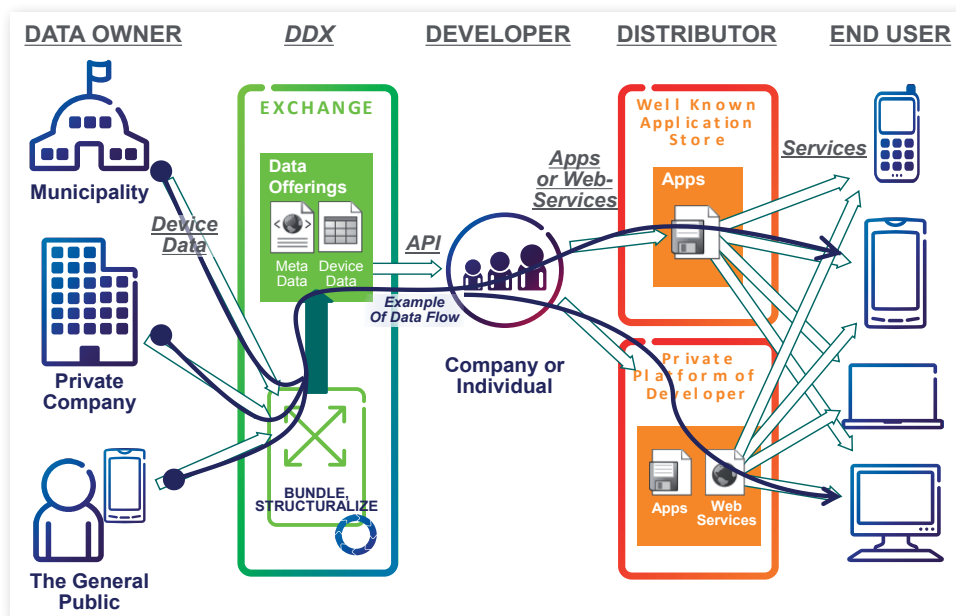 DATA OWNER
DDX
DEVELOPER
DISTRIBUTOR
END USER
Municipality
Device
Data
Private
Company
The General
Public
EXCHANGE
Data
Offerings
Meta
Data
Device
Data
BUNDLE,
STRUCTURALIZE
API
Example
Of Data Flow
Company or
Individual
Apps
or Web-
Services
Well Known
Application
Store
Apps
Private
Platform of
Developer
Apps
Web
Services
Services